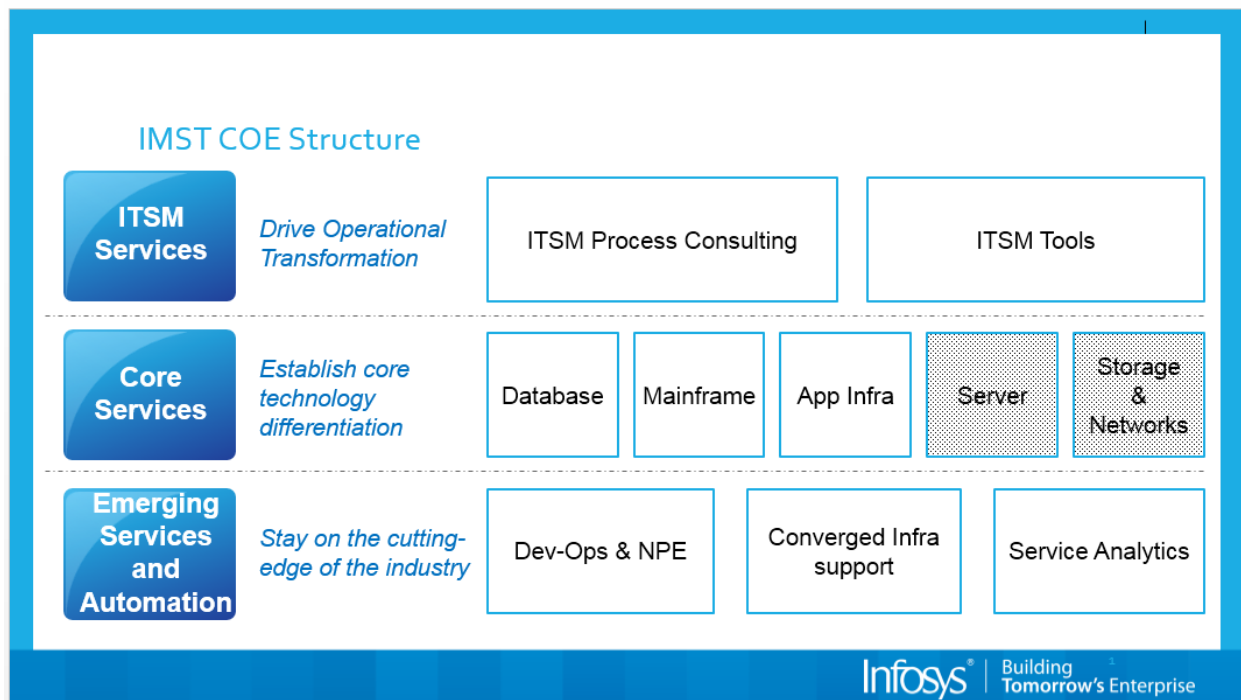 IMST COE Structure
ITSM
Services
Drive Operational
Transformation
ITSM Process Consulting
ITSM Tools
Core
Services
Establish core
technology
differentiation
Database
Mainframe
App Infra
Server
Storage
&
Networks
Emerging
Services
and
Automation
Stay on the cutting-
edge of the industry
Dev-Ops & NPE
Converged Infra
support
Service Analytics
Infosys®
Building
Tomorrow's Enterprise
1